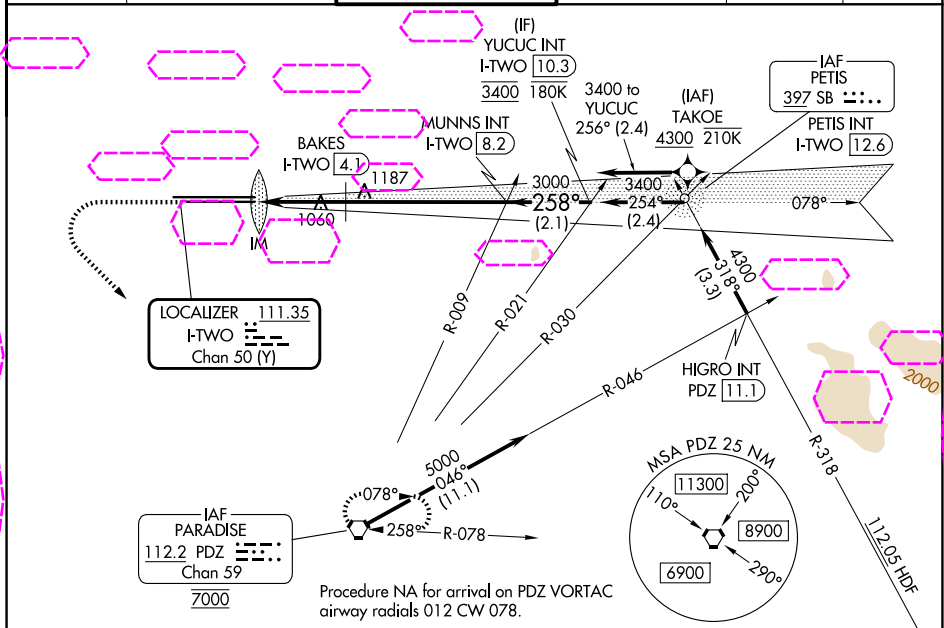 (IF)
YUCUC INT
I-TWO 10.3
3400 180K
3400 to
YUCUC
256° (2.4)
(IAF)
TAKOE
4300 210K
IAF
PETIS
397 SB
PETIS INT
I-TWO 12.6
MUNNS INT
I-TWO 8.2
BAKES
I-TWO 4.1
1187
1060
IM
3000
258°
(2.1)
3400
254°
(2.4)
078°
4300
318°
(3.3)
LOCALIZER 111.35
I-TWO
Chan 50 (Y)
R-009
R-021
R-030
R-046
HIGRO INT
PDZ 11.1
2000
R-318
112.05 HDF
5000
046°
(11.1)
078°
258°
R-078
IAF
PARADISE
112.2 PDZ
Chan 59
7000
MSA PDZ 25 NM
11300
110°
200°
8900
6900
290°
Procedure NA for arrival on PDZ VORTAC
airway radials 012 CW 078.